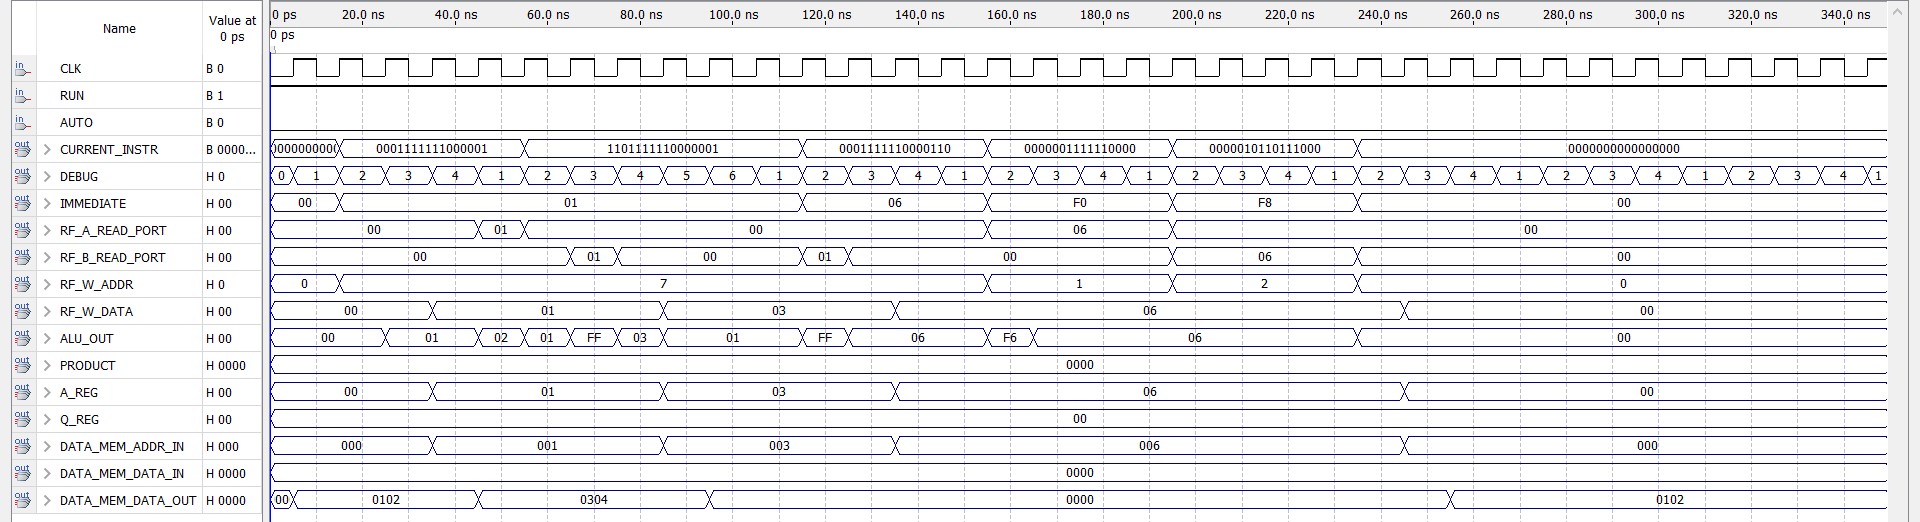 Name Value at 0 ps 0 ps 20.0 ns 40.0 ns 60.0 ns 80.0 ns 100.0 ns 120.0 ns 140.0 ns 160.0 ns 180.0 ns 200.0 ns 220.0 ns 240.0 ns 260.0 ns 280.0 ns 300.0 ns 320.0 ns 340.0 ns
0 ps
in CLK B 0
in RUN B 1
in AUTO B 0
out > CURRENT_INSTR B 0000... 0001111111000001 1101111110000001 0001111110000110 0000001111110000 0000010110111000 0000000000000000
out > DEBUG H 0 0 1 2 3 4 1 2 3 4 5 6 1 2 3 4 1 2 3 4 1 2 3 4 1 2 3 4 1 2 3 4 1 2 3 4 1
out > IMMEDIATE H 00 00 01 06 F0 F8 00
out > RF_A_READ_PORT H 00 00 01 00 06 00
out > RF_B_READ_PORT H 00 00 01 00 01 00 06 00
out > RF_W_ADDR H 0 0 7 1 2 0
out > RF_W_DATA H 00 00 01 03 06 00
out > ALU_OUT H 00 00 01 02 01 FF 03 01 FF 06 F6 06 00
out > PRODUCT H 0000 0000
out > A_REG H 00 00 01 03 06 00
out > Q_REG H 00 00
out > DATA_MEM_ADDR_IN H 000 000 001 003 006 000
out > DATA_MEM_DATA_IN H 0000 0000
out > DATA_MEM_DATA_OUT H 0000 00 0102 0304 0000 0102